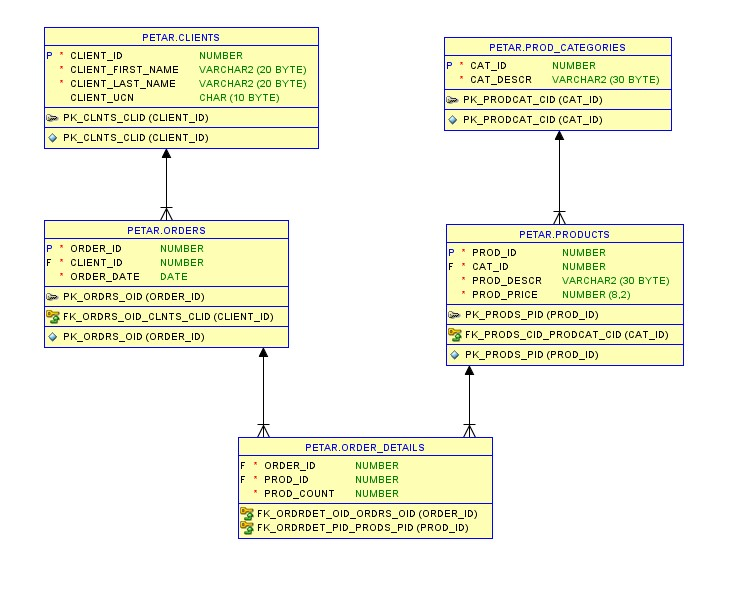 PETAR.CLIENTS
P * CLIENT_ID NUMBER
* CLIENT_FIRST_NAME VARCHAR2 (20 BYTE)
* CLIENT_LAST_NAME VARCHAR2 (20 BYTE)
CLIENT_UCN CHAR (10 BYTE)
PK_CLNTS_CLID (CLIENT_ID)
PK_CLNTS_CLID (CLIENT_ID)
PETAR.PROD_CATEGORIES
P * CAT_ID NUMBER
* CAT_DESCR VARCHAR2 (30 BYTE)
PK_PRODCAT_CID (CAT_ID)
PK_PRODCAT_CID (CAT_ID)
PETAR.ORDERS
P * ORDER_ID NUMBER
F * CLIENT_ID NUMBER
* ORDER_DATE DATE
PK_ORDRS_OID (ORDER_ID)
FK_ORDRS_OID_CLNTS_CLID (CLIENT_ID)
PK_ORDRS_OID (ORDER_ID)
PETAR.PRODUCTS
P * PROD_ID NUMBER
F * CAT_ID NUMBER
* PROD_DESCR VARCHAR2 (30 BYTE)
* PROD_PRICE NUMBER (8,2)
PK_PRODS_PID (PROD_ID)
FK_PRODS_CID_PRODCAT_CID (CAT_ID)
PK_PRODS_PID (PROD_ID)
PETAR.ORDER_DETAILS
F * ORDER_ID NUMBER
F * PROD_ID NUMBER
* PROD_COUNT NUMBER
FK_ORDRDET_OID_ORDRS_OID (ORDER_ID)
FK_ORDRDET_PID_PRODS_PID (PROD_ID)